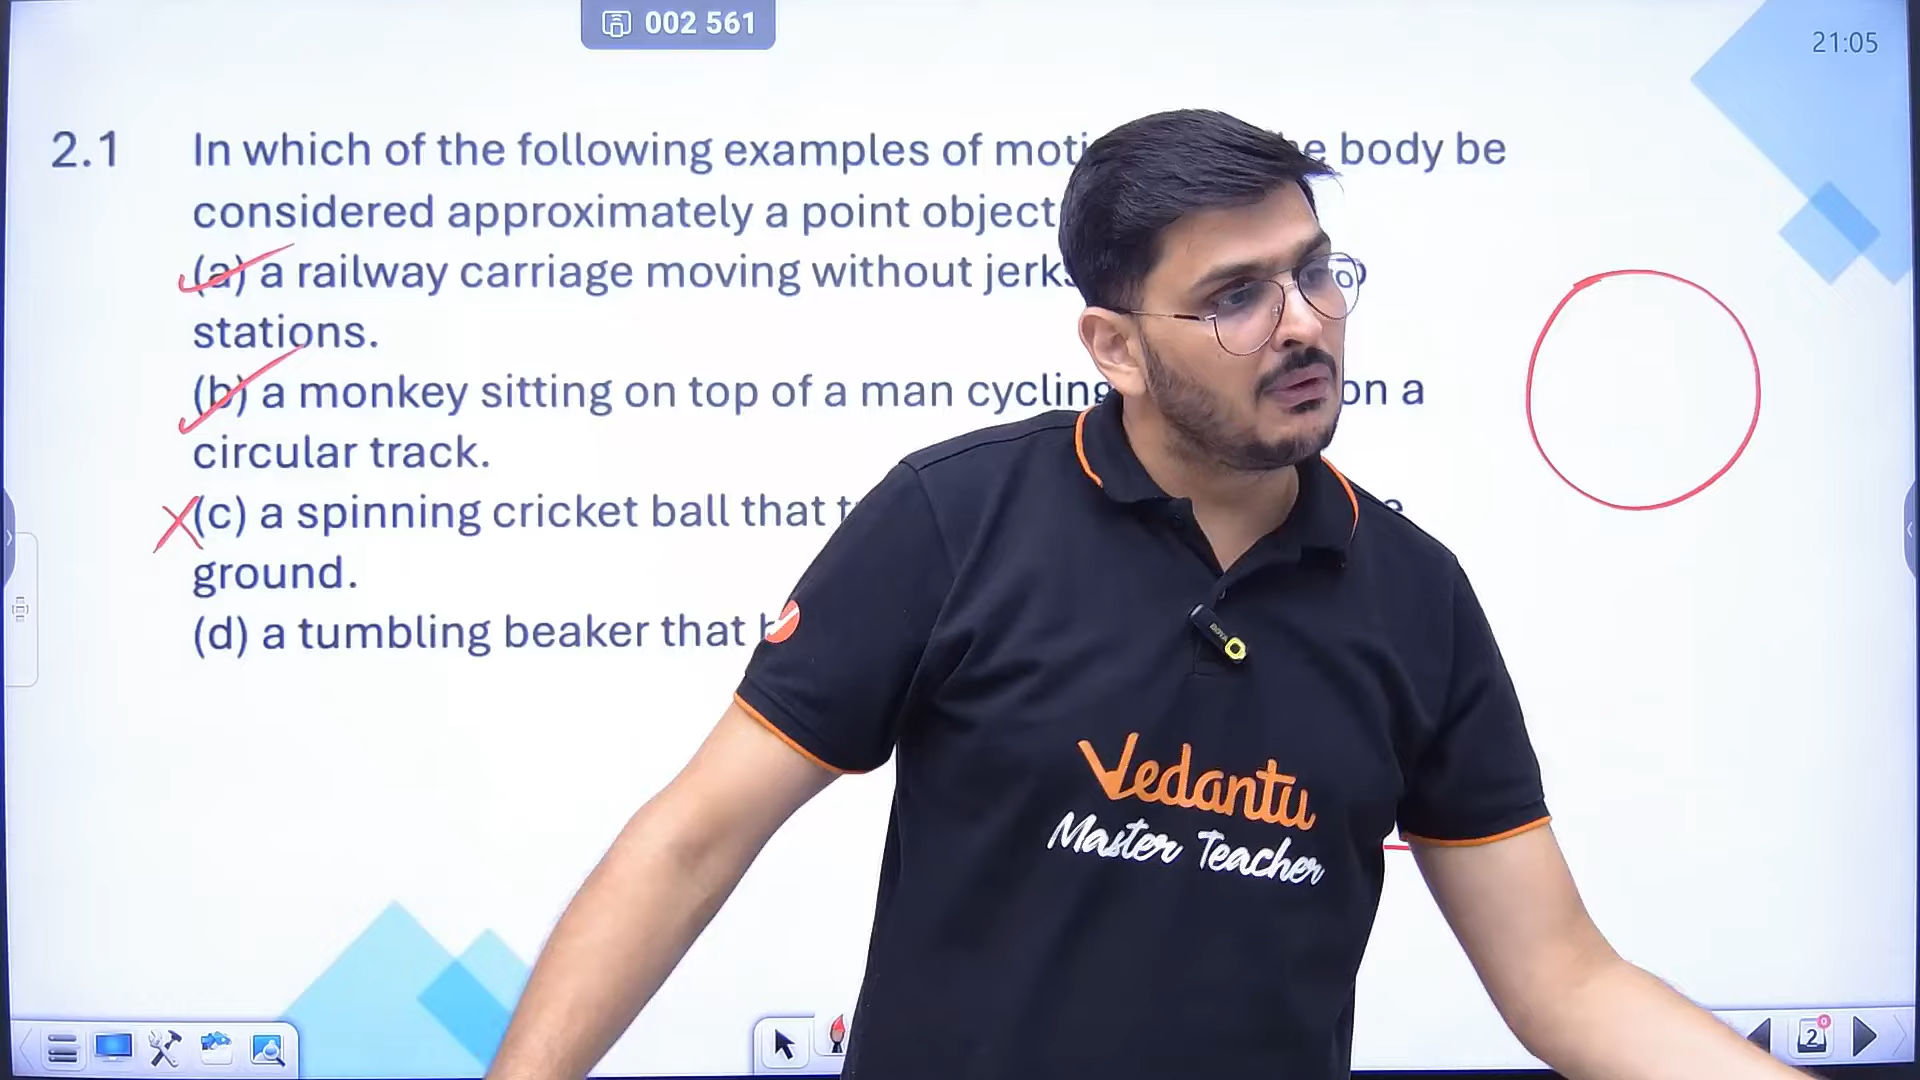 002 561
21:05
2.1 In which of the following examples of body be
considered approximately a point object
(a) a railway carriage moving without
stations.
(b) a monkey sitting on top of a man cycling on a
circular track.
(c) a spinning cricket ball that
ground.
(d) a tumbling beaker that
Vedantu
Master Teacher
2
0